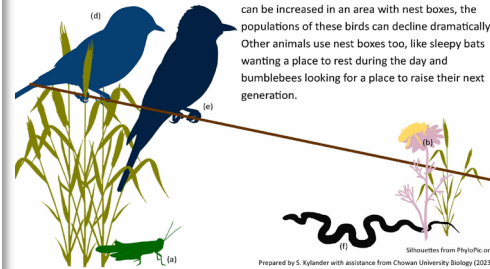 can be increased in an area with nest boxes, the
populations of these birds can decline dramatically
Other animals use nest boxes too, like sleepy bats
wanting a place to rest during the day and
bumblebees looking for a place to raise their next
generation.
(d)
(e)
(b)
(a)
(f)
Silhouettes from PhyloPic.or
Prepared by S. Kylander with assistance from Chowan University Biology (2023